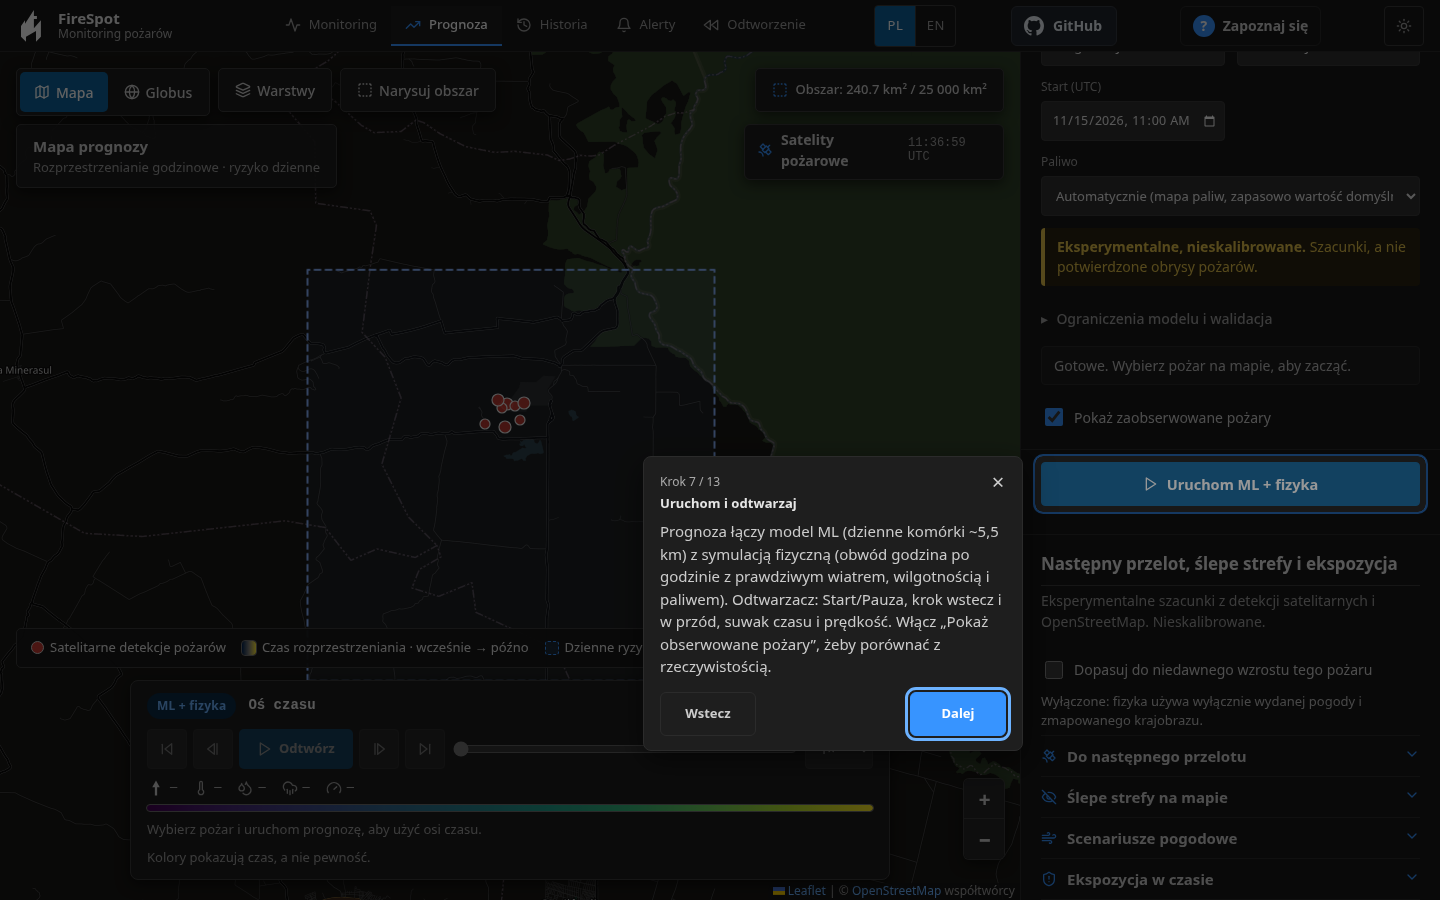 FireSpot
Monitoring pożarów
Monitoring
Prognoza
Historia
Alerty
Odtworzenie
PL
EN
GitHub
? Zapoznaj się
Mapa
Globus
Warstwy
Narysuj obszar
Obszar: 240.7 km² / 25 000 km²
Mapa prognozy
Rozprzestrzenianie godzinowe · ryzyko dzienne
Satelity
pożarowe
11:36:59
UTC
a Minerasul
Start (UTC)
11/15/2026, 11:00 AM
Paliwo
Automatycznie (mapa paliw, zapasowo wartość domyśl
Eksperymentalne, nieskalibrowane. Szacunki, a nie
potwierdzone obrysy pożarów.
Ograniczenia modelu i walidacja
Gotowe. Wybierz pożar na mapie, aby zacząć.
Pokaż zaobserwowane pożary
Uruchom ML + fizyka
Następny przelot, ślepe strefy i ekspozycja
Eksperymentalne szacunki z detekcji satelitarnych i
OpenStreetMap. Nieskalibrowane.
Dopasuj do niedawnego wzrostu tego pożaru
Wyłączone: fizyka używa wyłącznie wydanej pogody i
zmapowanego krajobrazu.
Do następnego przelotu
Ślepe strefy na mapie
Scenariusze pogodowe
Ekspozycja w czasie
Krok 7 / 13
Uruchom i odtwarzaj
Prognoza łączy model ML (dzienne komórki ~5,5
km) z symulacją fizyczną (obwód godzina po
godzinie z prawdziwym wiatrem, wilgotnością i
paliwem). Odtwarzacz: Start/Pauza, krok wstecz i
w przód, suwak czasu i prędkość. Włącz „Pokaż
obserwowane pożary”, żeby porównać z
rzeczywistością.
Wstecz
Dalej
Satelitarne detekcje pożarów
Czas rozprzestrzeniania · wcześnie → późno
Dzienne ryzy
ML + fizyka
Oś czasu
Odtwórz
– – – – –
Wybierz pożar i uruchom prognozę, aby użyć osi czasu.
Kolory pokazują czas, a nie pewność.
+
−
Leaflet | © OpenStreetMap współtwórcy